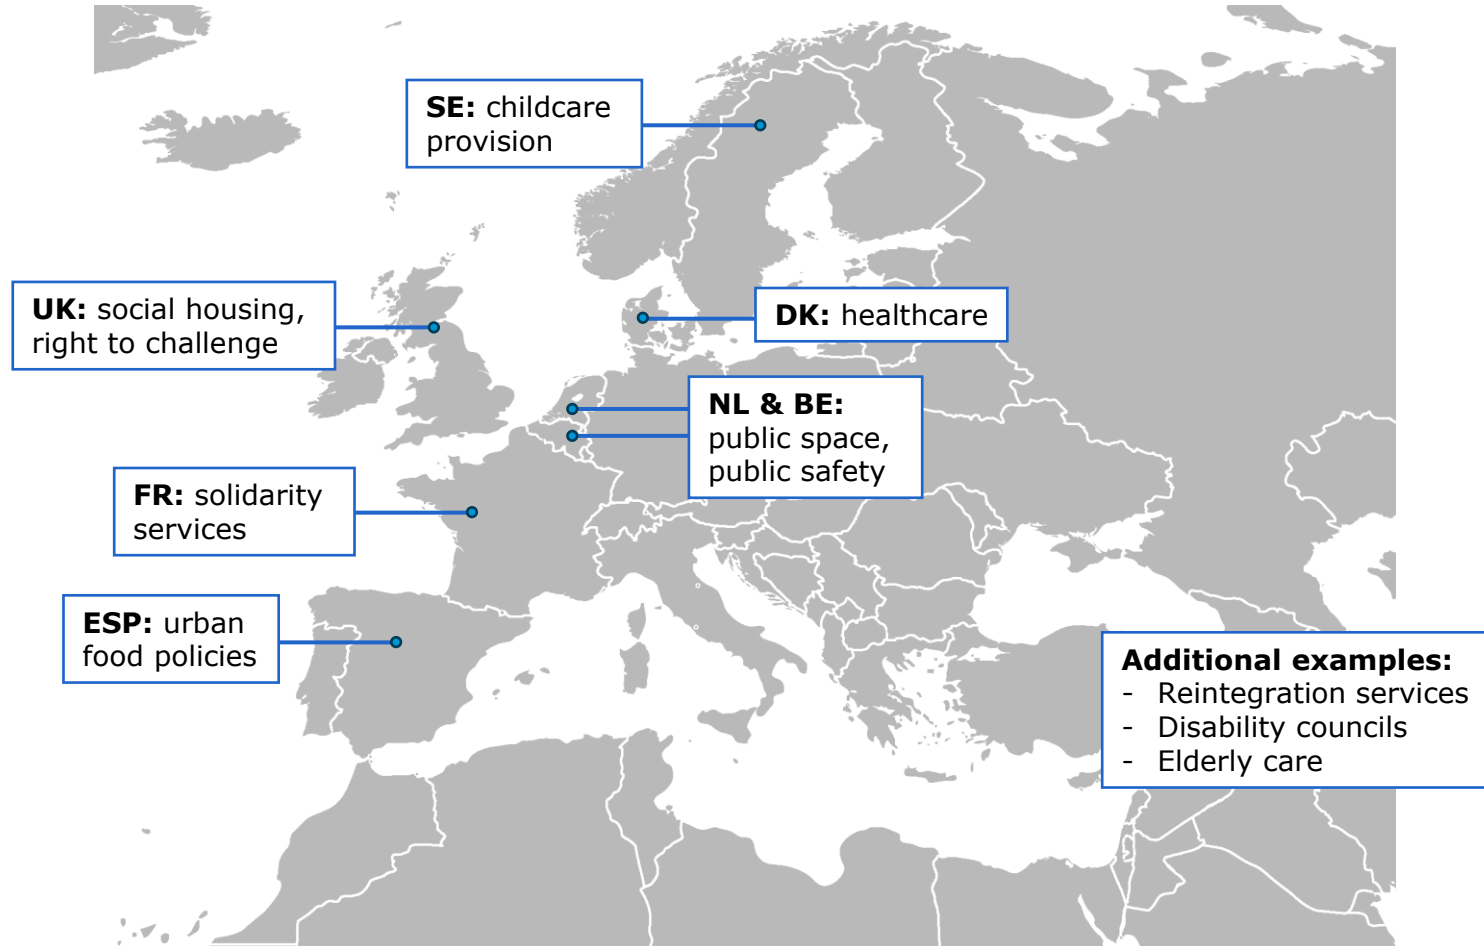 SE: childcare
provision
UK: social housing,
right to challenge
DK: healthcare
NL & BE:
public space,
public safety
FR: solidarity
services
ESP: urban
food policies
Additional examples:
- Reintegration services
- Disability councils
- Elderly care